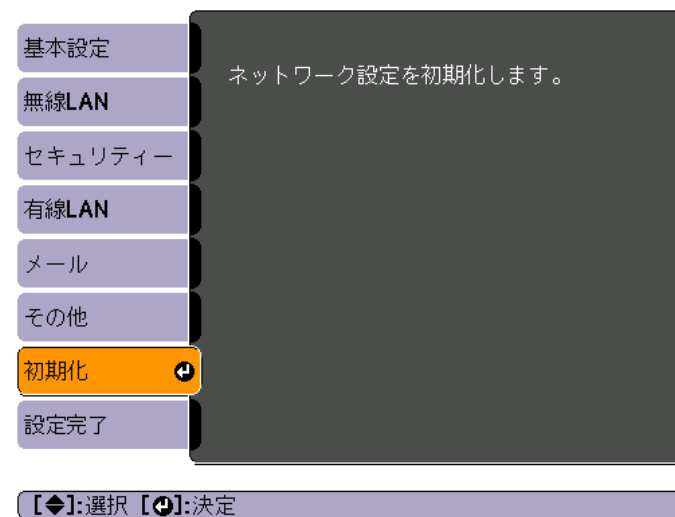 基本設定
無線LAN
セキュリティー
有線LAN
メール
その他
初期化
設定完了
ネットワーク設定を初期化します。
[◆]:選択 [⏎]:決定